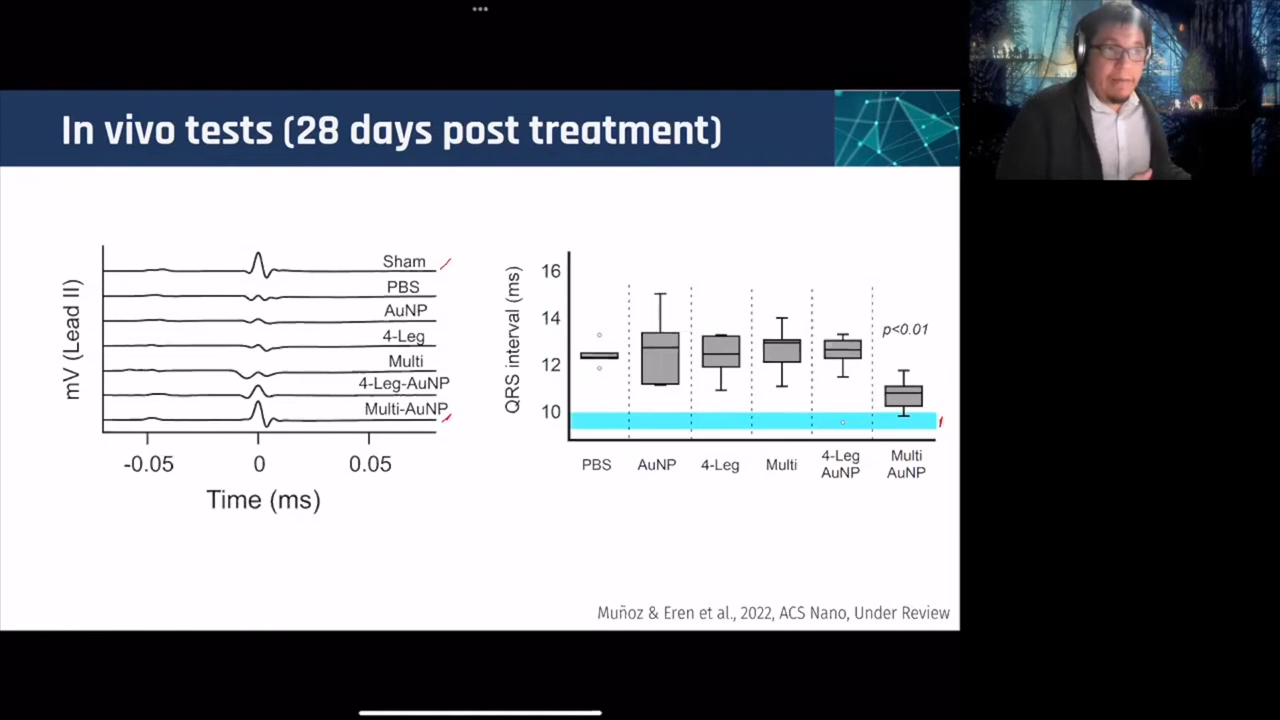 In vivo tests (28 days post treatment)
mV (Lead II)
Sham
PBS
AuNP
4-Leg
Multi
4-Leg-AuNP
Multi-AuNP
-0.05 0 0.05
Time (ms)
QRS interval (ms)
16
14
12
10
p<0.01
PBS AuNP 4-Leg Multi 4-Leg AuNP Multi AuNP
Muñoz & Eren et al., 2022, ACS Nano, Under Review